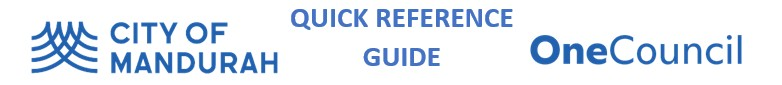 CITY OF
MANDURAH
QUICK REFERENCE
GUIDE
OneCouncil